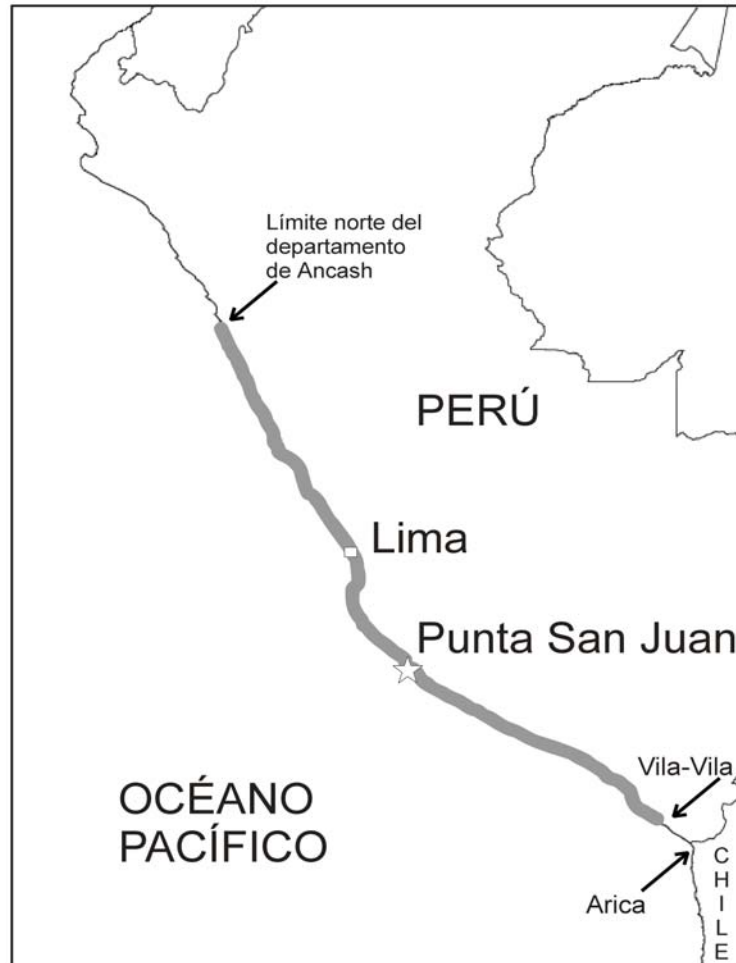 Límite norte del
departamento
de Ancash
PERÚ
Lima
Punta San Juan
Vila-Vila
OCÉANO
PACÍFICO
Arica
C
H
I
L
E